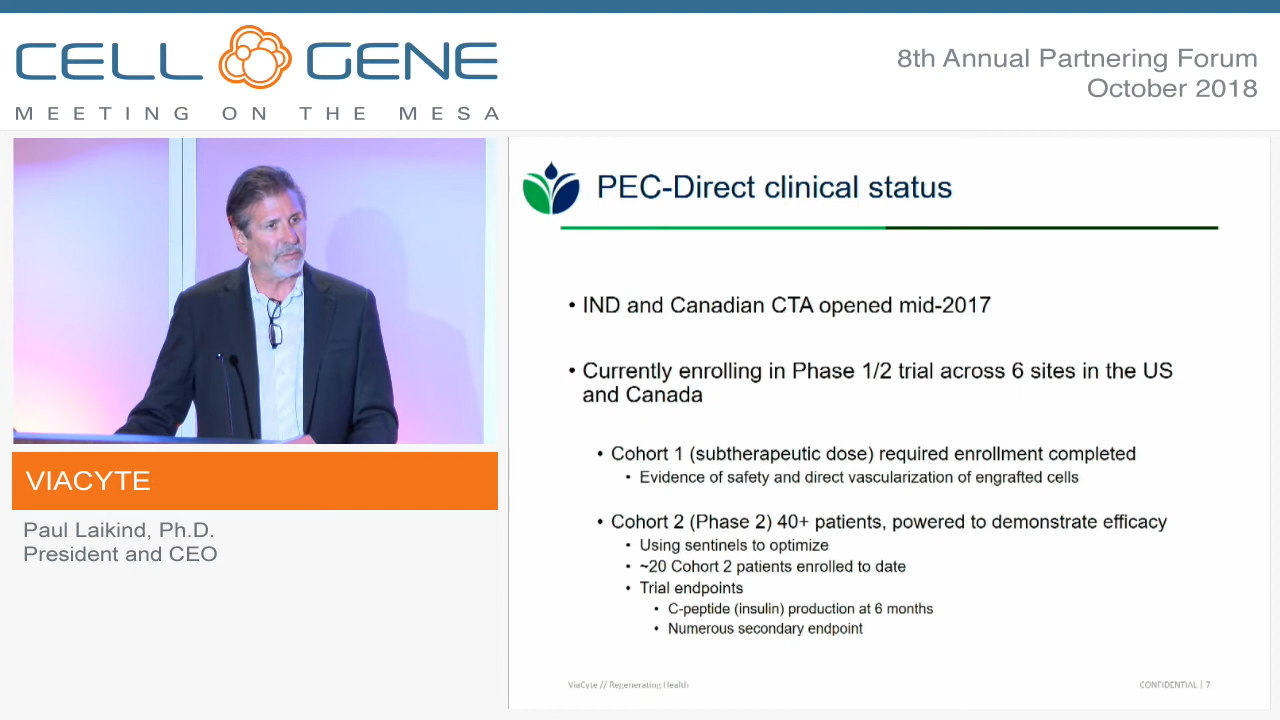 CELL GENE
MEETING ON THE MESA
8th Annual Partnering Forum
October 2018
VIACYTE
Paul Laikind, Ph.D.
President and CEO
PEC-Direct clinical status
• IND and Canadian CTA opened mid-2017
• Currently enrolling in Phase 1/2 trial across 6 sites in the US
and Canada
• Cohort 1 (subtherapeutic dose) required enrollment completed
• Evidence of safety and direct vascularization of engrafted cells
• Cohort 2 (Phase 2) 40+ patients, powered to demonstrate efficacy
• Using sentinels to optimize
• ~20 Cohort 2 patients enrolled to date
• Trial endpoints
• C-peptide (insulin) production at 6 months
• Numerous secondary endpoint
ViaCyte // Regenerating Health
CONFIDENTIAL | 7